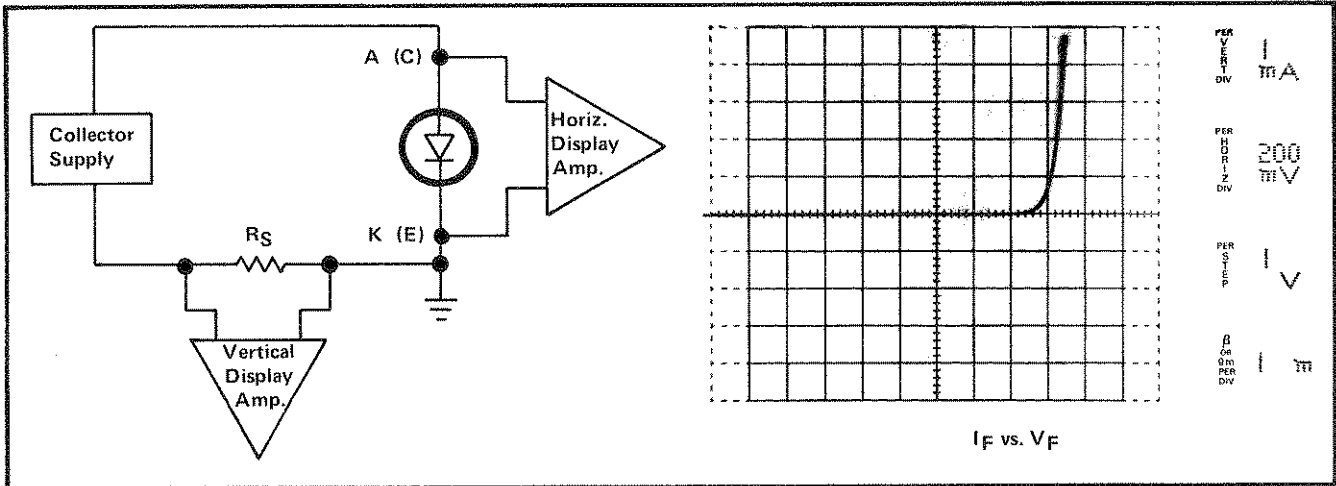 A (C)
Collector
Supply
Horiz.
Display
Amp.
K (E)
RS
Vertical
Display
Amp.
PER
VERT
DIV
1
mA
PER
HORIZ
DIV
200
mV
PER
STEP
1
V
β
OR
gm
PER
DIV
1 m
IF vs. VF